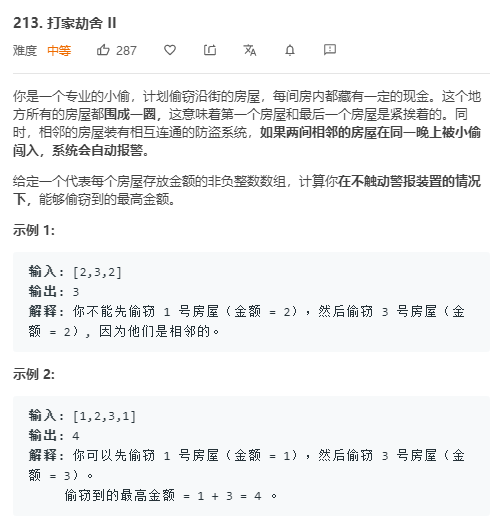 213. 打家劫舍 II
难度 中等 287
你是一个专业的小偷，计划偷窃沿街的房屋，每间房内都藏有一定的现金。这个地
方所有的房屋都围成一圈，这意味着第一个房屋和最后一个房屋是紧挨着的。同
时，相邻的房屋装有相互连通的防盗系统，如果两间相邻的房屋在同一晚上被小偷
闯入，系统会自动报警。
给定一个代表每个房屋存放金额的非负整数数组，计算你在不触动警报装置的情况
下，能够偷窃到的最高金额。
示例 1:
输入: [2,3,2]
输出: 3
解释: 你不能先偷窃 1 号房屋（金额 = 2），然后偷窃 3 号房屋（金
额 = 2）, 因为他们是相邻的。
示例 2:
输入: [1,2,3,1]
输出: 4
解释: 你可以先偷窃 1 号房屋（金额 = 1），然后偷窃 3 号房屋（金
额 = 3）。
偷窃到的最高金额 = 1 + 3 = 4 。